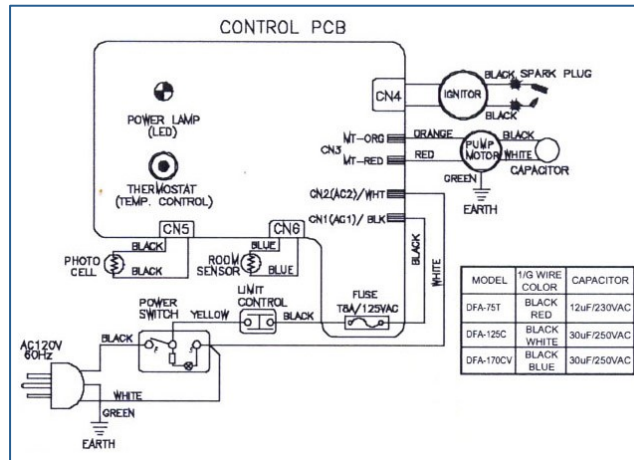 CONTROL PCB
POWER LAMP
(LED)
THERMOSTAT
(TEMP. CONTROL)
CN4
IGNITOR
BLACK
SPARK PLUG
BLACK
CN3
MT-ORG
ORANGE
MT-RED
RED
PUMP
MOTOR
BLACK
WHITE
CAPACITOR
GREEN
EARTH
CN2(AC2)/WHT
CN1(AC1)/ BLK
CN5
CN6
BLACK
BLACK
PHOTO
CELL
BLUE
BLUE
ROOM
SENSOR
BLACK
WHITE
POWER
SWITCH
YELLOW
LIMIT
CONTROL
BLACK
FUSE
T8A/125VAC
AC120V
60Hz
BLACK
WHITE
GREEN
EARTH
MODEL 1/G WIRE COLOR CAPACITOR
DFA-75T BLACK RED 12uF/230VAC
DFA-125C BLACK WHITE 30uF/250VAC
DFA-170CV BLACK BLUE 30uF/250VAC